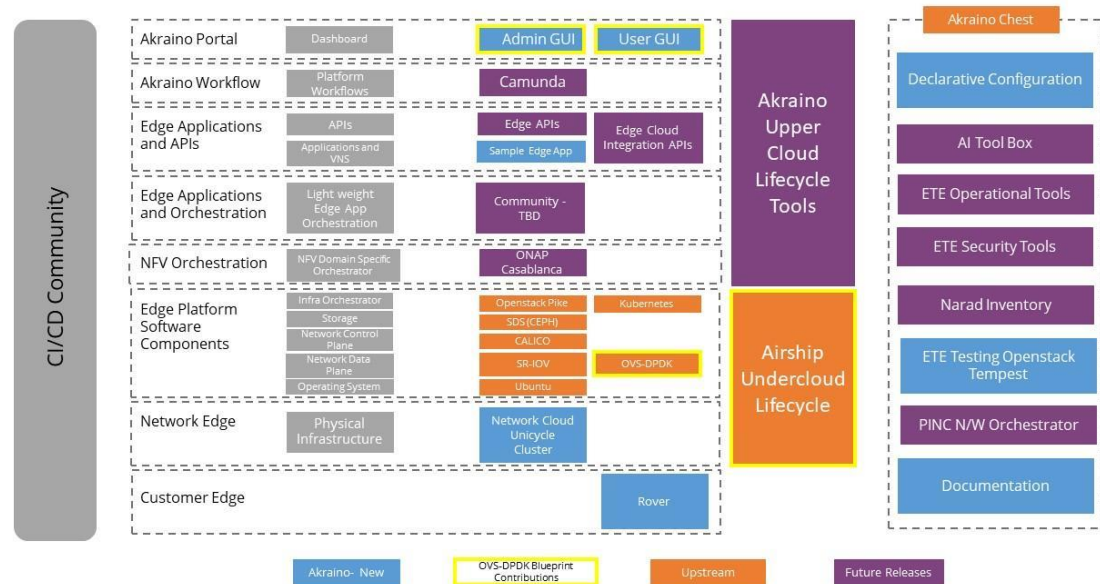 CI/CD Community
Akraino Portal
Dashboard
Admin GUI
User GUI
Akraino Workflow
Platform
Workflows
Camunda
Edge Applications
and APIs
APIs
Applications and
VNS
Edge APIs
Sample Edge App
Edge Cloud
Integration APIs
Edge Applications
and Orchestration
Light weight
Edge App
Orchestration
Community -
TBD
NFV Orchestration
NFV Domain Specific
Orchestrator
ONAP
Casablanca
Edge Platform
Software
Components
Infra Orchestrator
Storage
Network Control
Plane
Network Data
Plane
Operating System
Openstack Pike
SDS (CEPH)
CALICO
SR-IOV
Ubuntu
Kubernetes
OVS-DPDK
Network Edge
Physical
Infrastructure
Network Cloud
Unicycle
Cluster
Customer Edge
Rover
Akraino
Upper
Cloud
Lifecycle
Tools
Airship
Undercloud
Lifecycle
Akraino Chest
Declarative Configuration
AI Tool Box
ETE Operational Tools
ETE Security Tools
Narad Inventory
ETE Testing Openstack
Tempest
PINC N/W Orchestrator
Documentation
Akraino- New
OVS-DPDK Blueprint
Contributions
Upstream
Future Releases